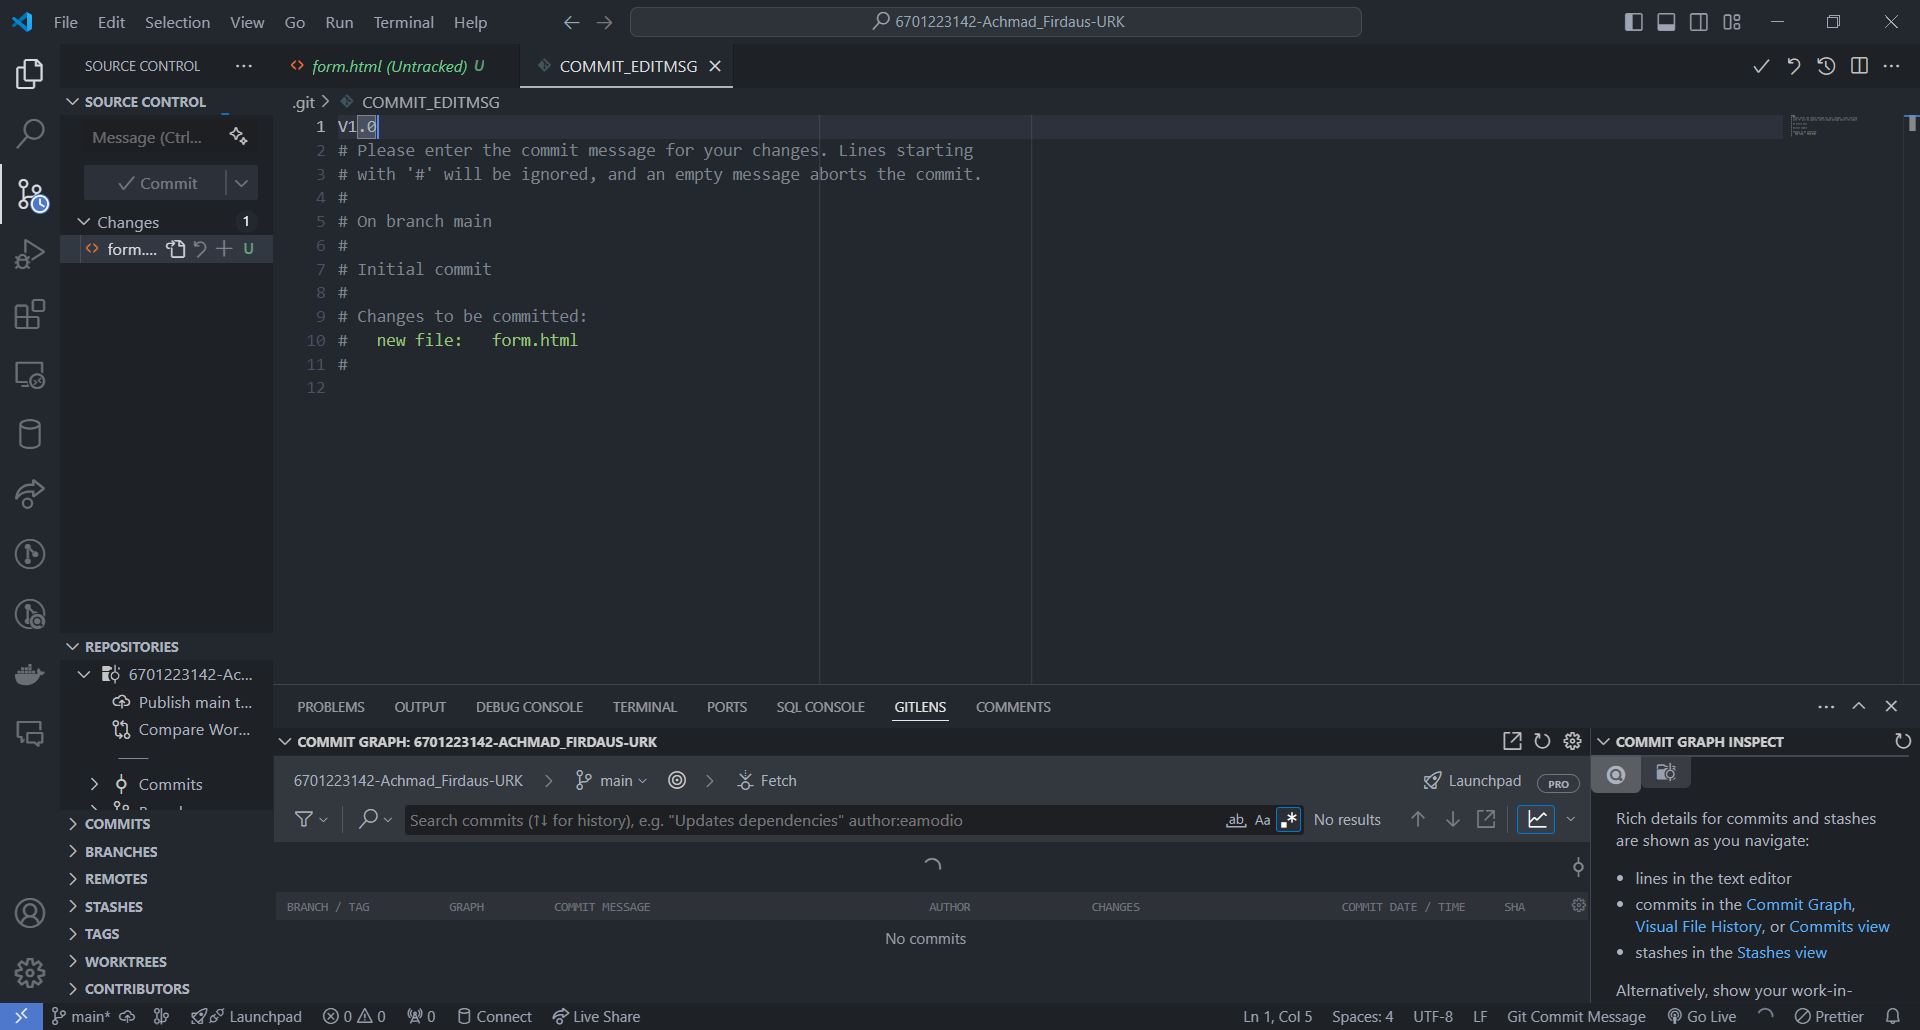 File Edit Selection View Go Run Terminal Help
6701223142-Achmad_Firdaus-URK
SOURCE CONTROL
form.html (Untracked) U
COMMIT_EDITMSG
SOURCE CONTROL
Message (Ctrl...
Commit
Changes 1
form.... U
.git > COMMIT_EDITMSG
1 V1.0
2 # Please enter the commit message for your changes. Lines starting
3 # with '#' will be ignored, and an empty message aborts the commit.
4 #
5 # On branch main
6 #
7 # Initial commit
8 #
9 # Changes to be committed:
10 # new file: form.html
11 #
12
REPOSITORIES
6701223142-Ac...
Publish main t...
Compare Wor...
Commits
COMMITS
BRANCHES
REMOTES
STASHES
TAGS
WORKTREES
CONTRIBUTORS
PROBLEMS OUTPUT DEBUG CONSOLE TERMINAL PORTS SQL CONSOLE GITLENS COMMENTS
COMMIT GRAPH: 6701223142-ACHMAD_FIRDAUS-URK
6701223142-Achmad_Firdaus-URK > main > Fetch
Launchpad PRO
Search commits (↑↓ for history), e.g. "Updates dependencies" author:eamodio
ab Aa .* No results
BRANCH / TAG GRAPH COMMIT MESSAGE AUTHOR CHANGES COMMIT DATE / TIME SHA
No commits
COMMIT GRAPH INSPECT
Rich details for commits and stashes
are shown as you navigate:
• lines in the text editor
• commits in the Commit Graph,
Visual File History, or Commits view
• stashes in the Stashes view
Alternatively, show your work-in-
main* Launchpad 0 0 0 Connect Live Share
Ln 1, Col 5 Spaces: 4 UTF-8 LF Git Commit Message Go Live Prettier